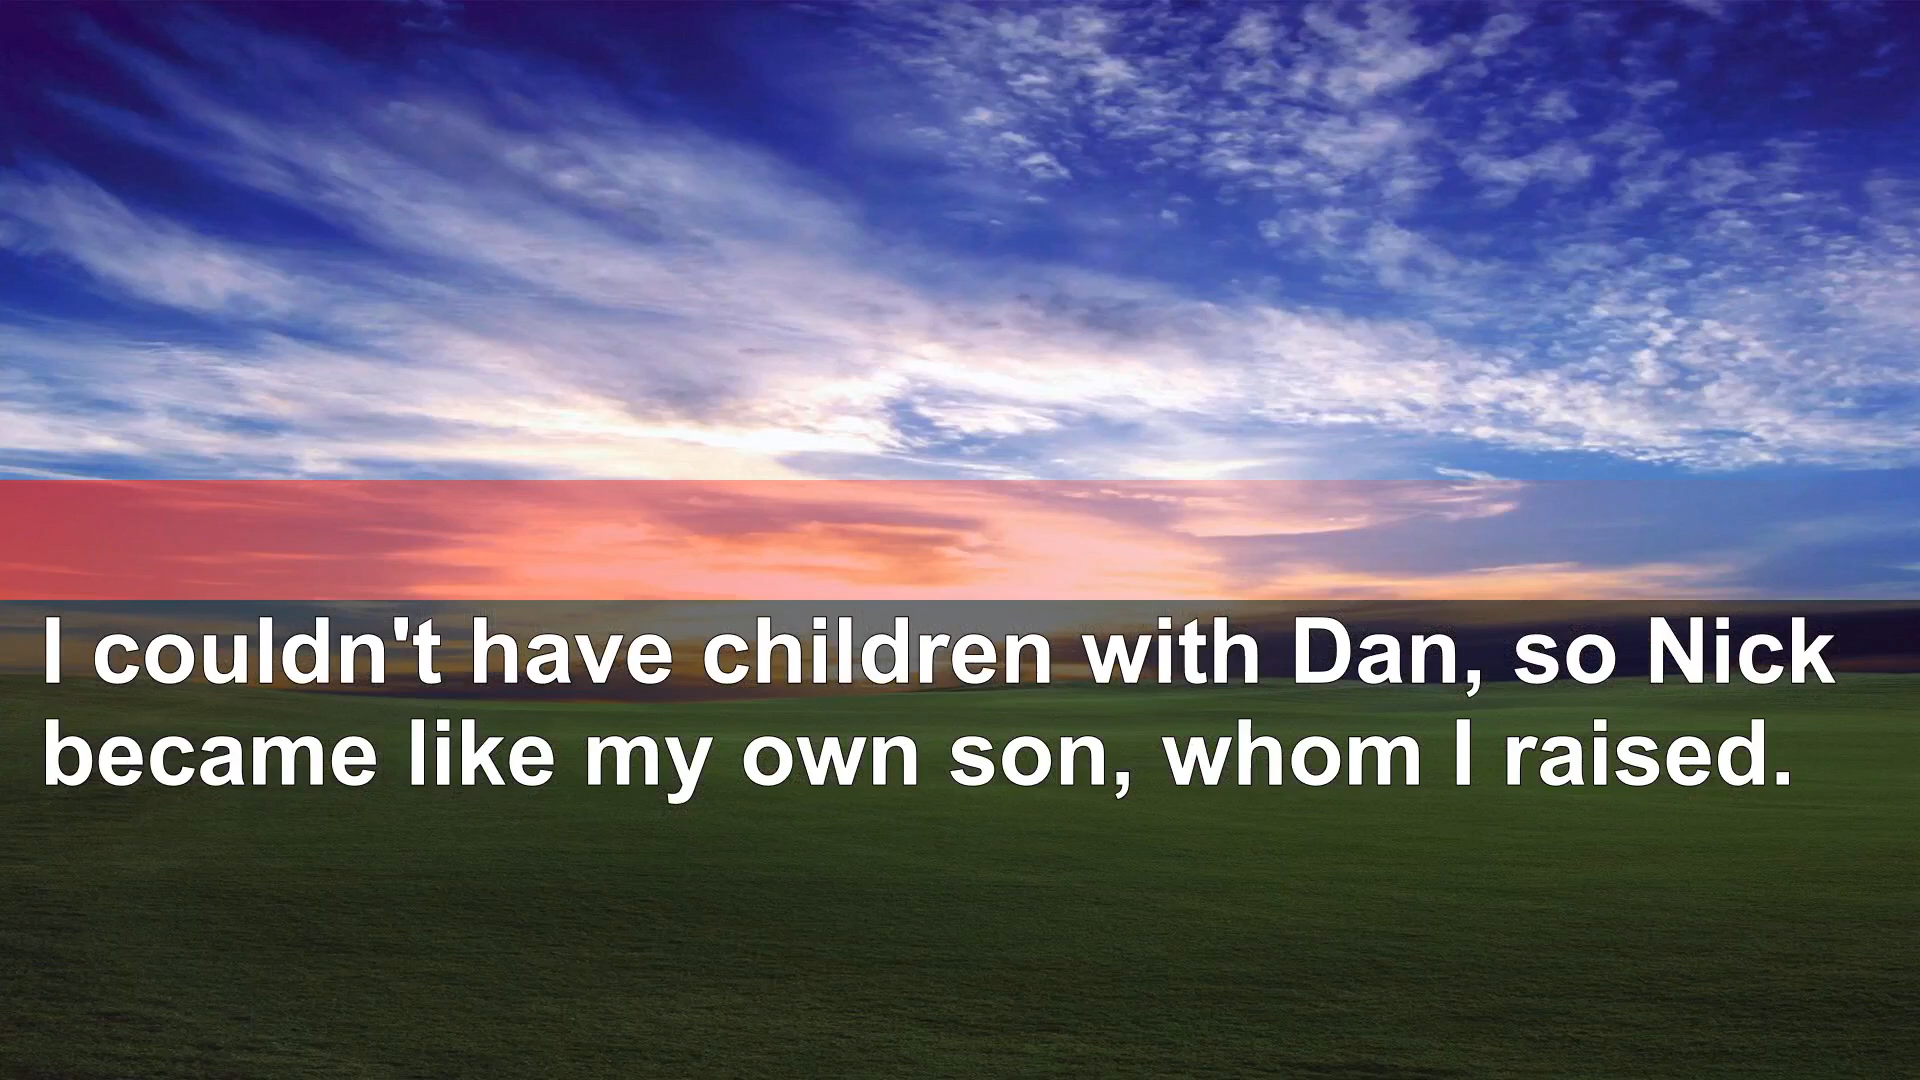 I couldn't have children with Dan, so Nick
became like my own son, whom I raised.